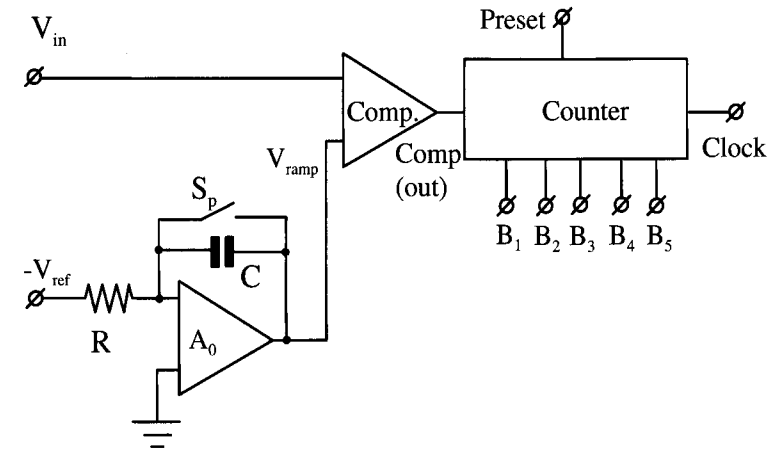 Preset
V_in
Comp.
Counter
Clock
V_ramp
Comp
(out)
S_p
B_1 B_2 B_3 B_4 B_5
-V_ref
C
R
A_0